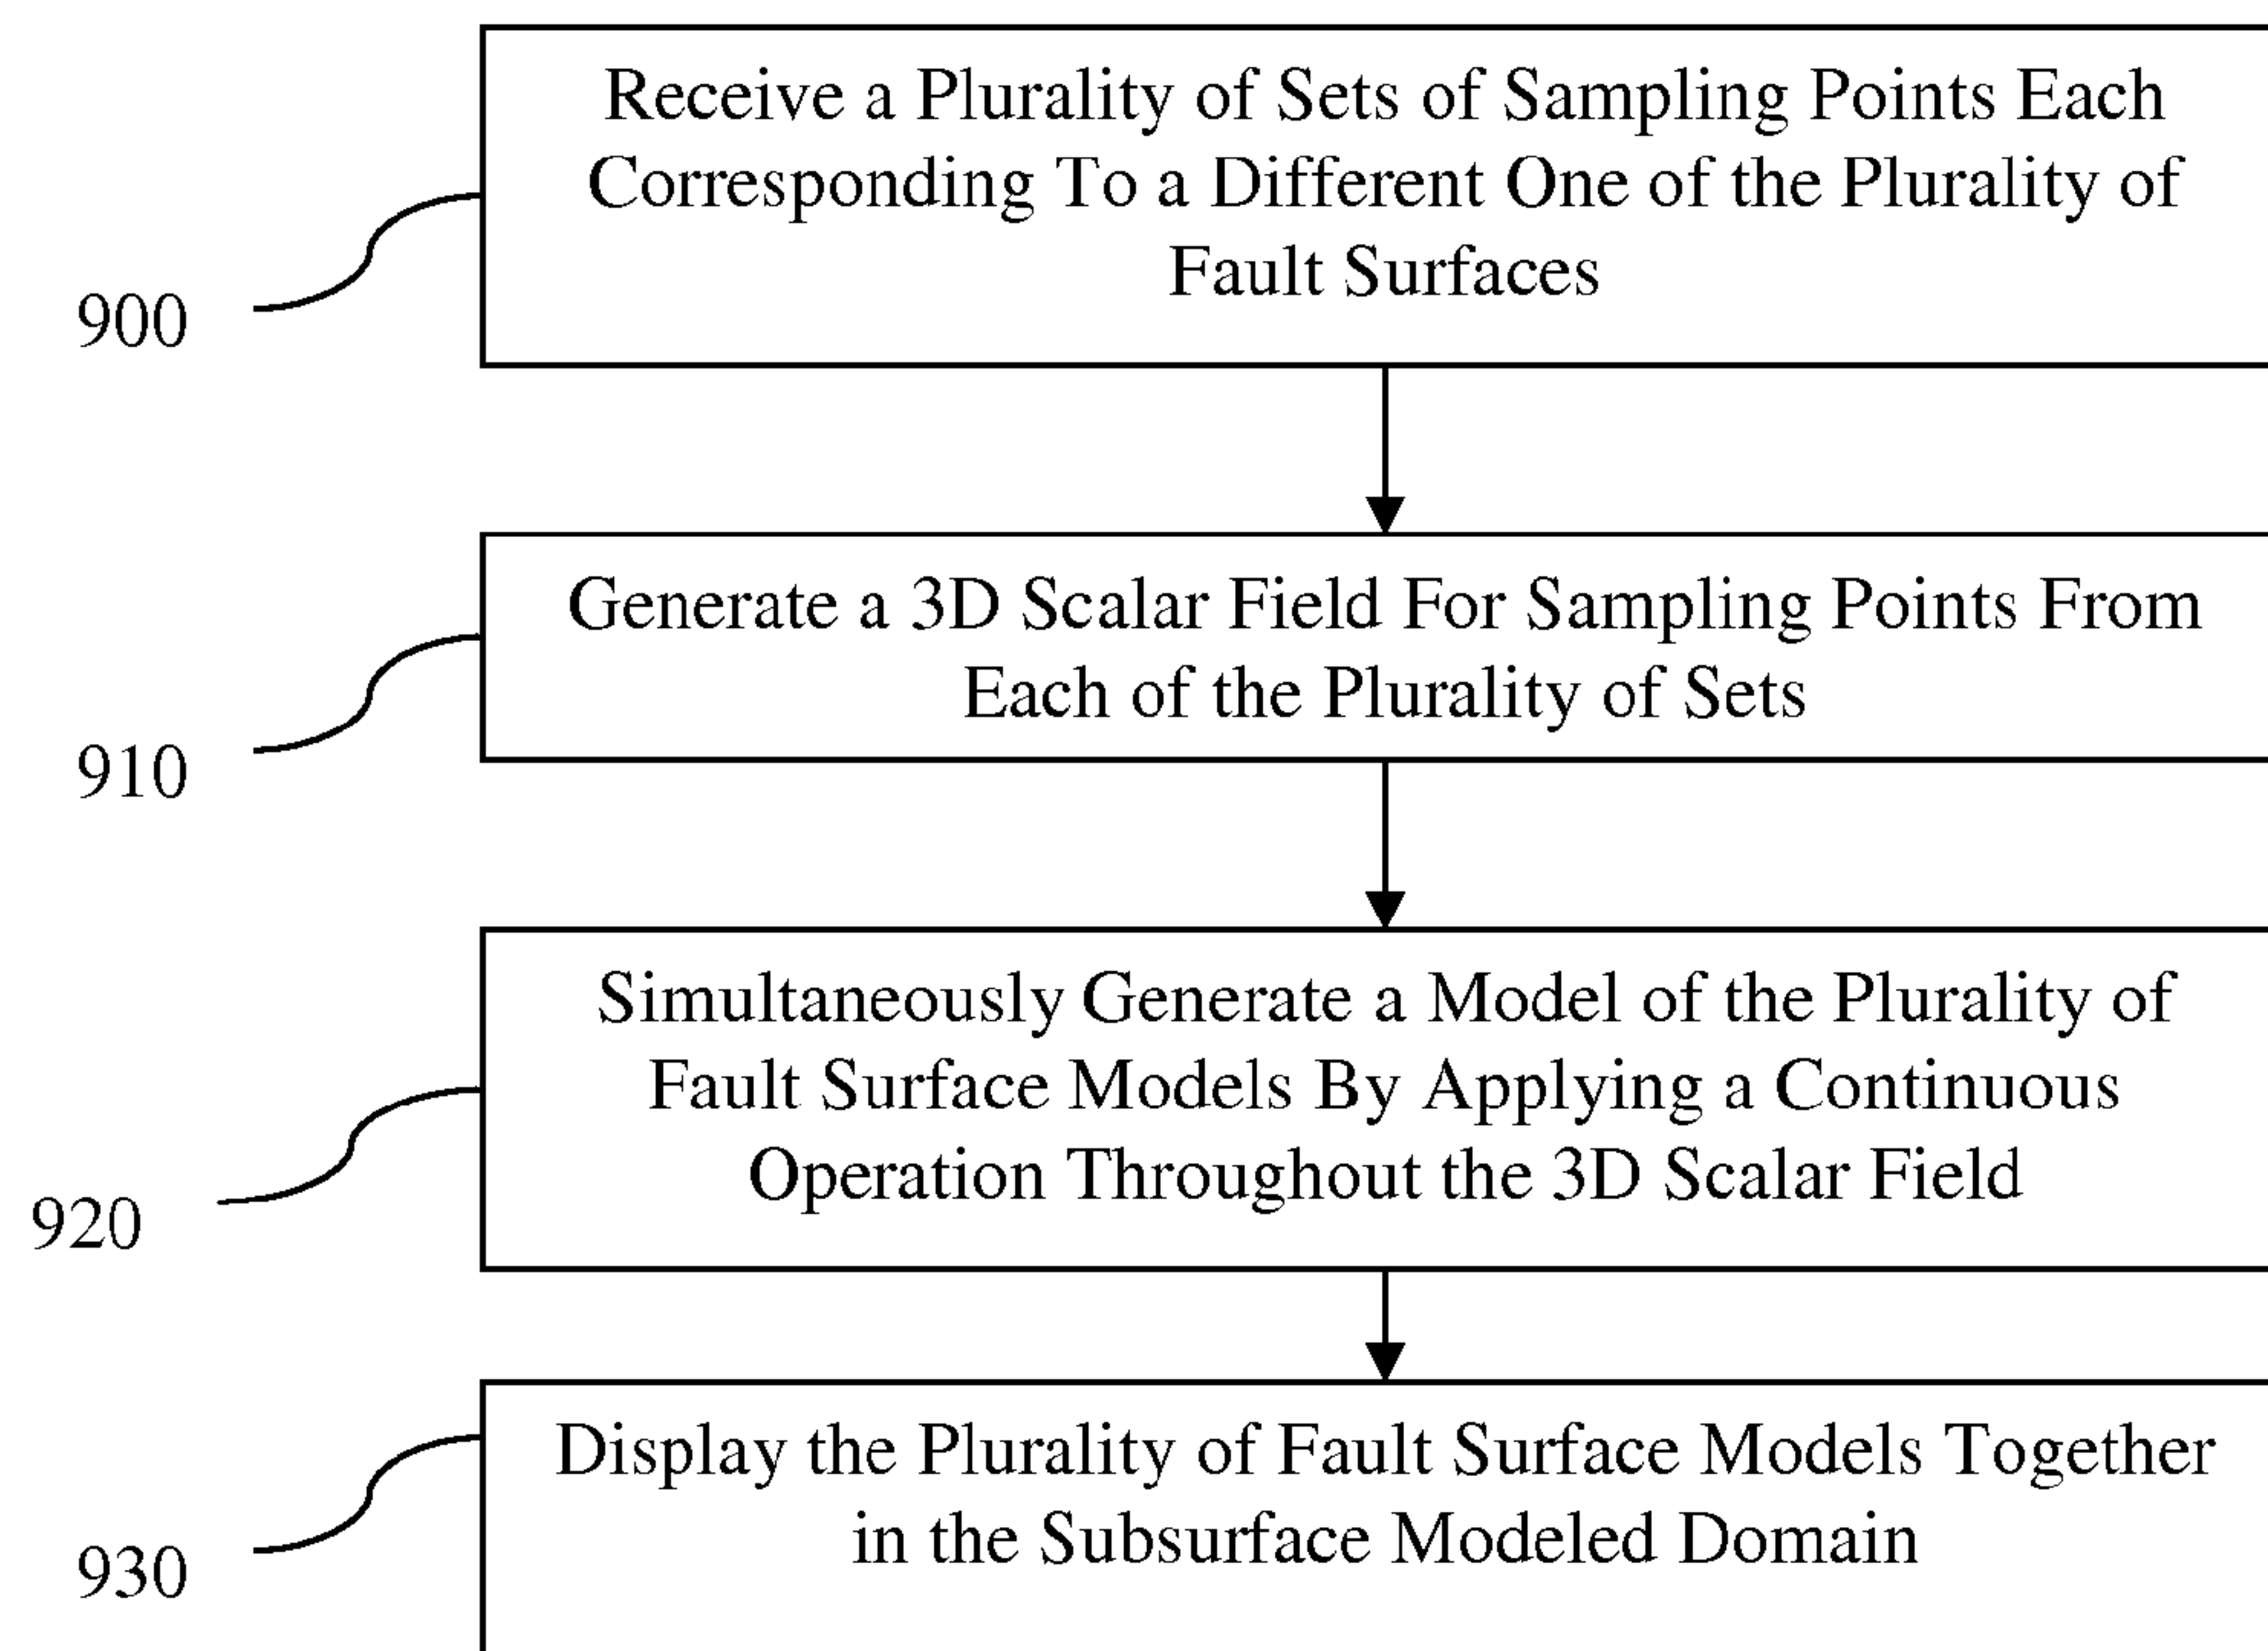 Receive a Plurality of Sets of Sampling Points Each
Corresponding To a Different One of the Plurality of
Fault Surfaces
900
Generate a 3D Scalar Field For Sampling Points From
Each of the Plurality of Sets
910
Simultaneously Generate a Model of the Plurality of
Fault Surface Models By Applying a Continuous
Operation Throughout the 3D Scalar Field
920
Display the Plurality of Fault Surface Models Together
in the Subsurface Modeled Domain
930